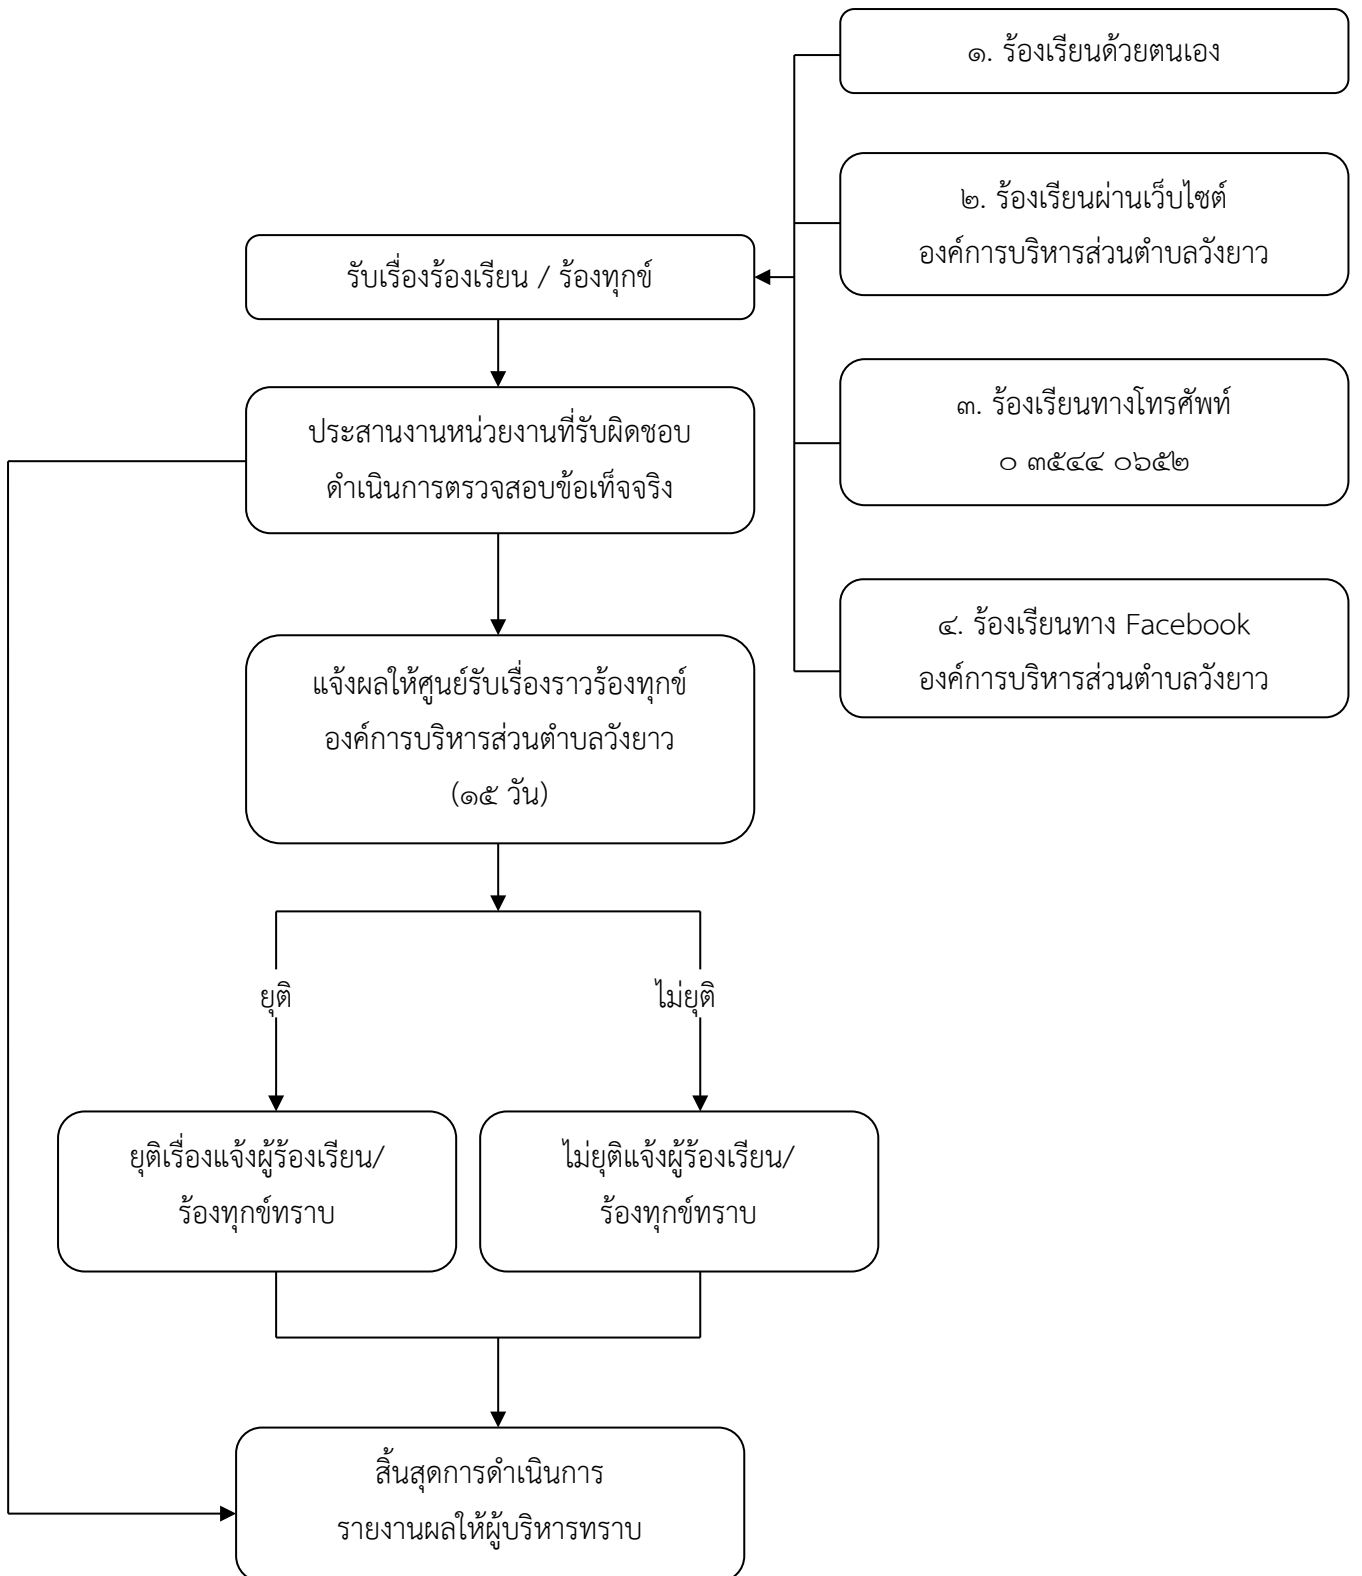 ๑. ร้องเรียนด้วยตนเอง
๒. ร้องเรียนผ่านเว็บไซต์
องค์การบริหารส่วนตำบลวังยาว
รับเรื่องร้องเรียน / ร้องทุกข์
๓. ร้องเรียนทางโทรศัพท์
๐ ๓๕๔๔ ๐๖๕๒
ประสานงานหน่วยงานที่รับผิดชอบ
ดำเนินการตรวจสอบข้อเท็จจริง
๔. ร้องเรียนทาง Facebook
องค์การบริหารส่วนตำบลวังยาว
แจ้งผลให้ศูนย์รับเรื่องราวร้องทุกข์
องค์การบริหารส่วนตำบลวังยาว
(๑๕ วัน)
ยุติ
ไม่ยุติ
ยุติเรื่องแจ้งผู้ร้องเรียน/
ร้องทุกข์ทราบ
ไม่ยุติแจ้งผู้ร้องเรียน/
ร้องทุกข์ทราบ
สิ้นสุดการดำเนินการ
รายงานผลให้ผู้บริหารทราบ